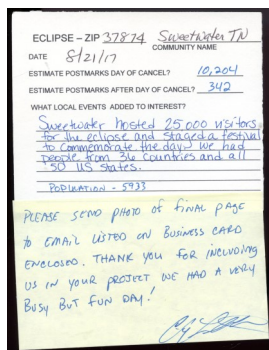 ECLIPSE – ZIP 37874 Sweetwater TN
COMMUNITY NAME
DATE 8/21/17
ESTIMATE POSTMARKS DAY OF CANCEL? 10,204
ESTIMATE POSTMARKS AFTER DAY OF CANCEL? 342
WHAT LOCAL EVENTS ADDED TO INTEREST?
Sweetwater hosted 25000 visitors
for the eclipse and staged a festival
to commemorate the day. We had
people from 36 countries and all
50 US states.
POPULATION - 5933
PLEASE SEND PHOTO OF FINAL PAGE
TO EMAIL LISTED ON BUSINESS CARD
ENCLOSED. THANK YOU FOR INCLUDING
US IN YOUR PROJECT WE HAD A VERY
BUSY BUT FUN DAY!